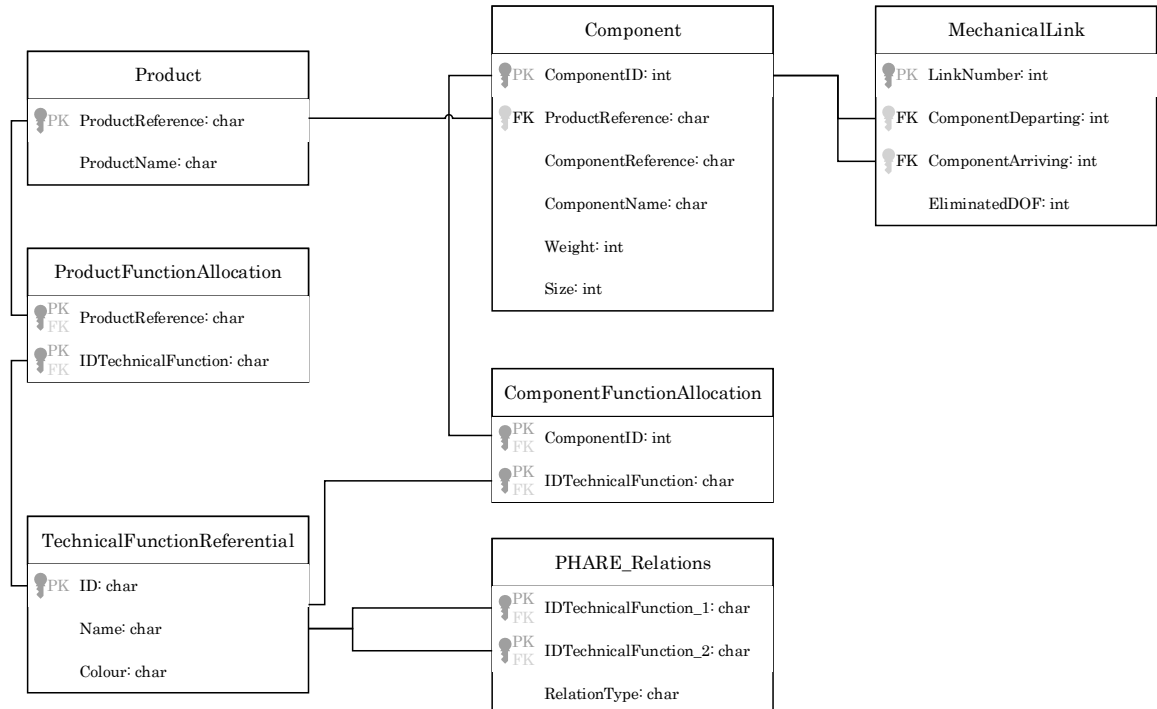 Product
PK ProductReference: char
ProductName: char
ProductFunctionAllocation
PK
FK
ProductReference: char
PK
FK
IDTechnicalFunction: char
TechnicalFunctionReferential
PK ID: char
Name: char
Colour: char
Component
PK ComponentID: int
FK ProductReference: char
ComponentReference: char
ComponentName: char
Weight: int
Size: int
ComponentFunctionAllocation
PK
FK
ComponentID: int
PK
FK
IDTechnicalFunction: char
PHARE_Relations
PK
FK
IDTechnicalFunction_1: char
PK
FK
IDTechnicalFunction_2: char
RelationType: char
MechanicalLink
PK LinkNumber: int
FK ComponentDeparting: int
FK ComponentArriving: int
EliminatedDOF: int